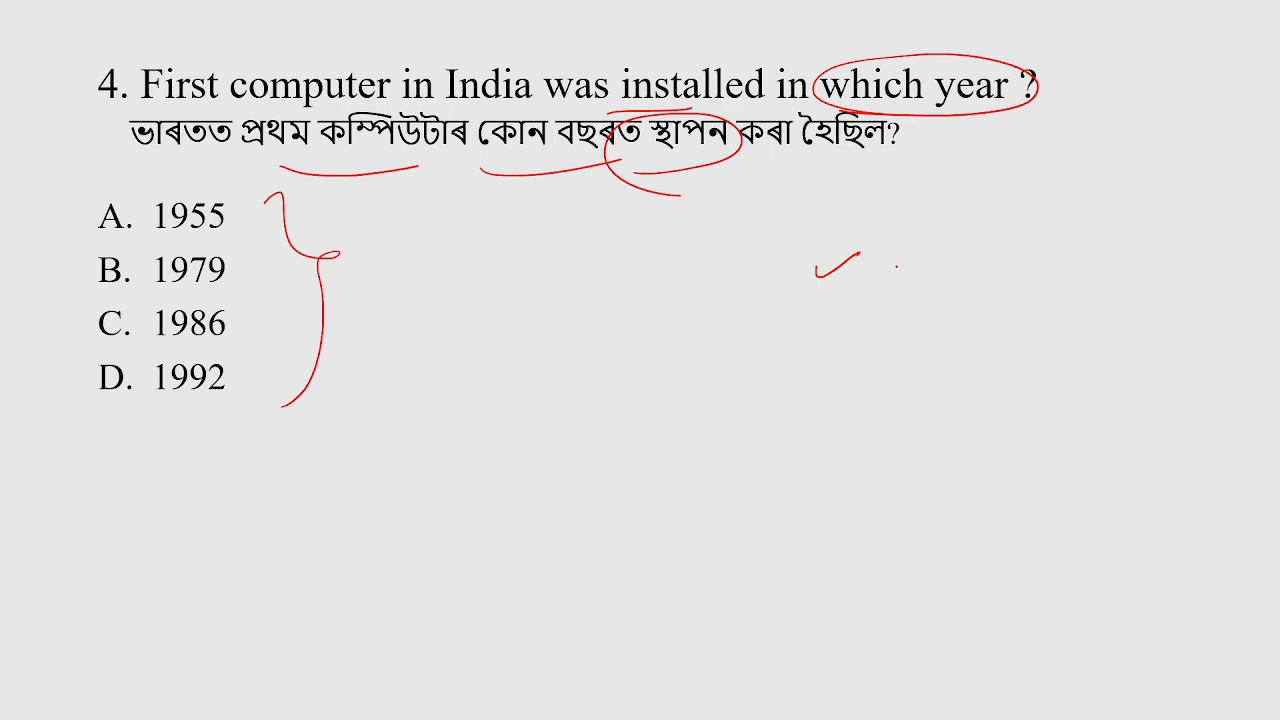 4. First computer in India was installed in which year ?
ভাৰতত প্ৰথম কম্পিউটাৰ কোন বছৰত স্থাপন কৰা হৈছিল?
A. 1955
B. 1979
C. 1986
D. 1992